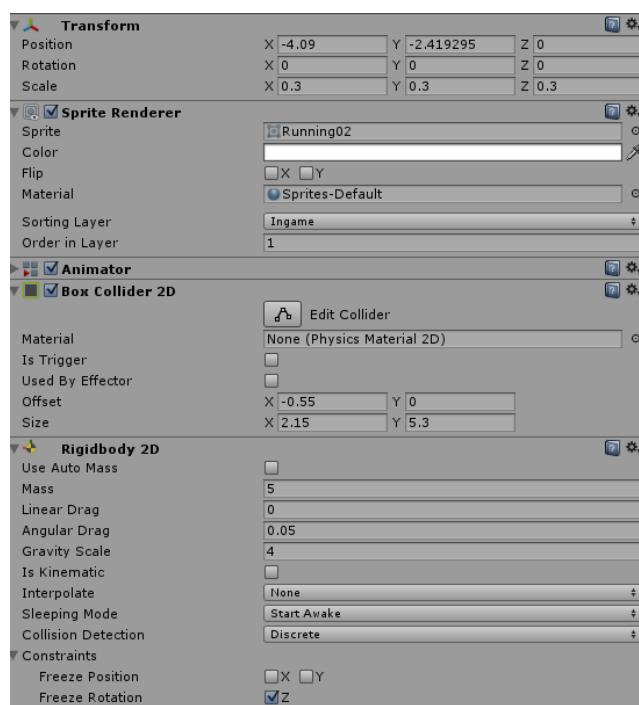 Transform
Position X -4.09 Y -2.419295 Z 0
Rotation X 0 Y 0 Z 0
Scale X 0.3 Y 0.3 Z 0.3
Sprite Renderer
Sprite Running02
Color
Flip X Y
Material Sprites-Default
Sorting Layer Ingame
Order in Layer 1
Animator
Box Collider 2D
Edit Collider
Material None (Physics Material 2D)
Is Trigger
Used By Effector
Offset X -0.55 Y 0
Size X 2.15 Y 5.3
Rigidbody 2D
Use Auto Mass
Mass 5
Linear Drag 0
Angular Drag 0.05
Gravity Scale 4
Is Kinematic
Interpolate None
Sleeping Mode Start Awake
Collision Detection Discrete
Constraints
Freeze Position X Y
Freeze Rotation Z